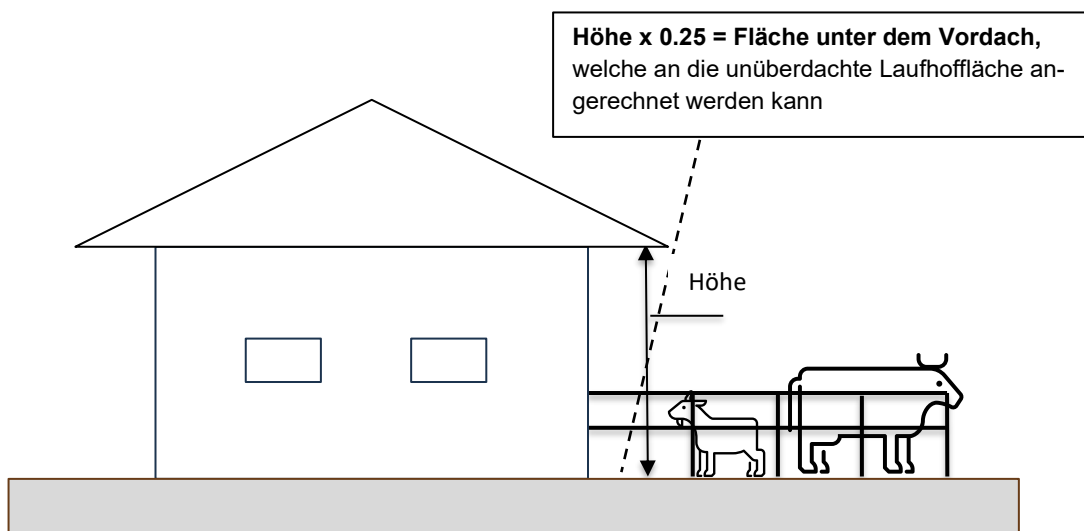 Höhe x 0.25 = Fläche unter dem Vordach,
welche an die unüberdachte Laufhoffläche an-
gerechnet werden kann
Höhe